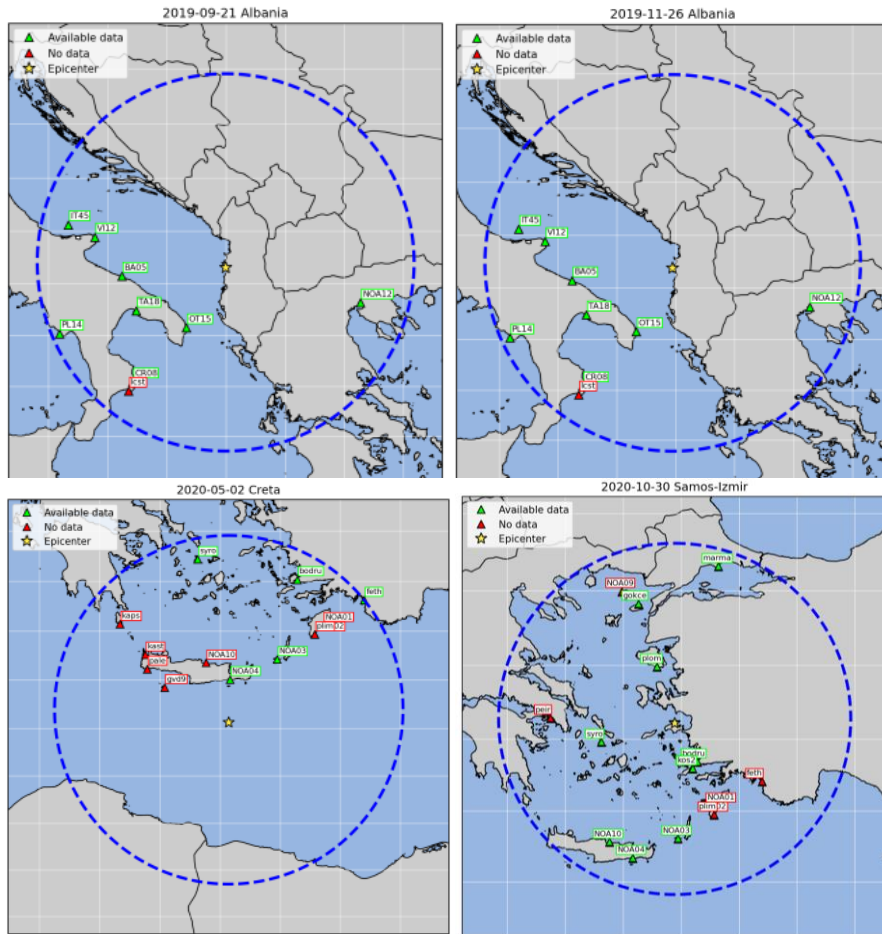 2019-09-21 Albania
Available data
No data
Epicenter
IT45
VI12
BA05
TA18
OT15
NOA12
PL14
CR08
lcst
2019-11-26 Albania
Available data
No data
Epicenter
IT45
VI12
BA05
TA18
OT15
NOA12
PL14
CR08
lcst
2020-05-02 Creta
Available data
No data
Epicenter
syro
bodru
feth
kaps
NOA01
plim02
kast
pale
NOA10
NOA03
NOA04
gvd9
2020-10-30 Samos-Izmir
Available data
No data
Epicenter
marma
NOA09
gokce
plom
peir
syro
bodru
kos2
feth
NOA01
plim02
NOA10
NOA03
NOA04